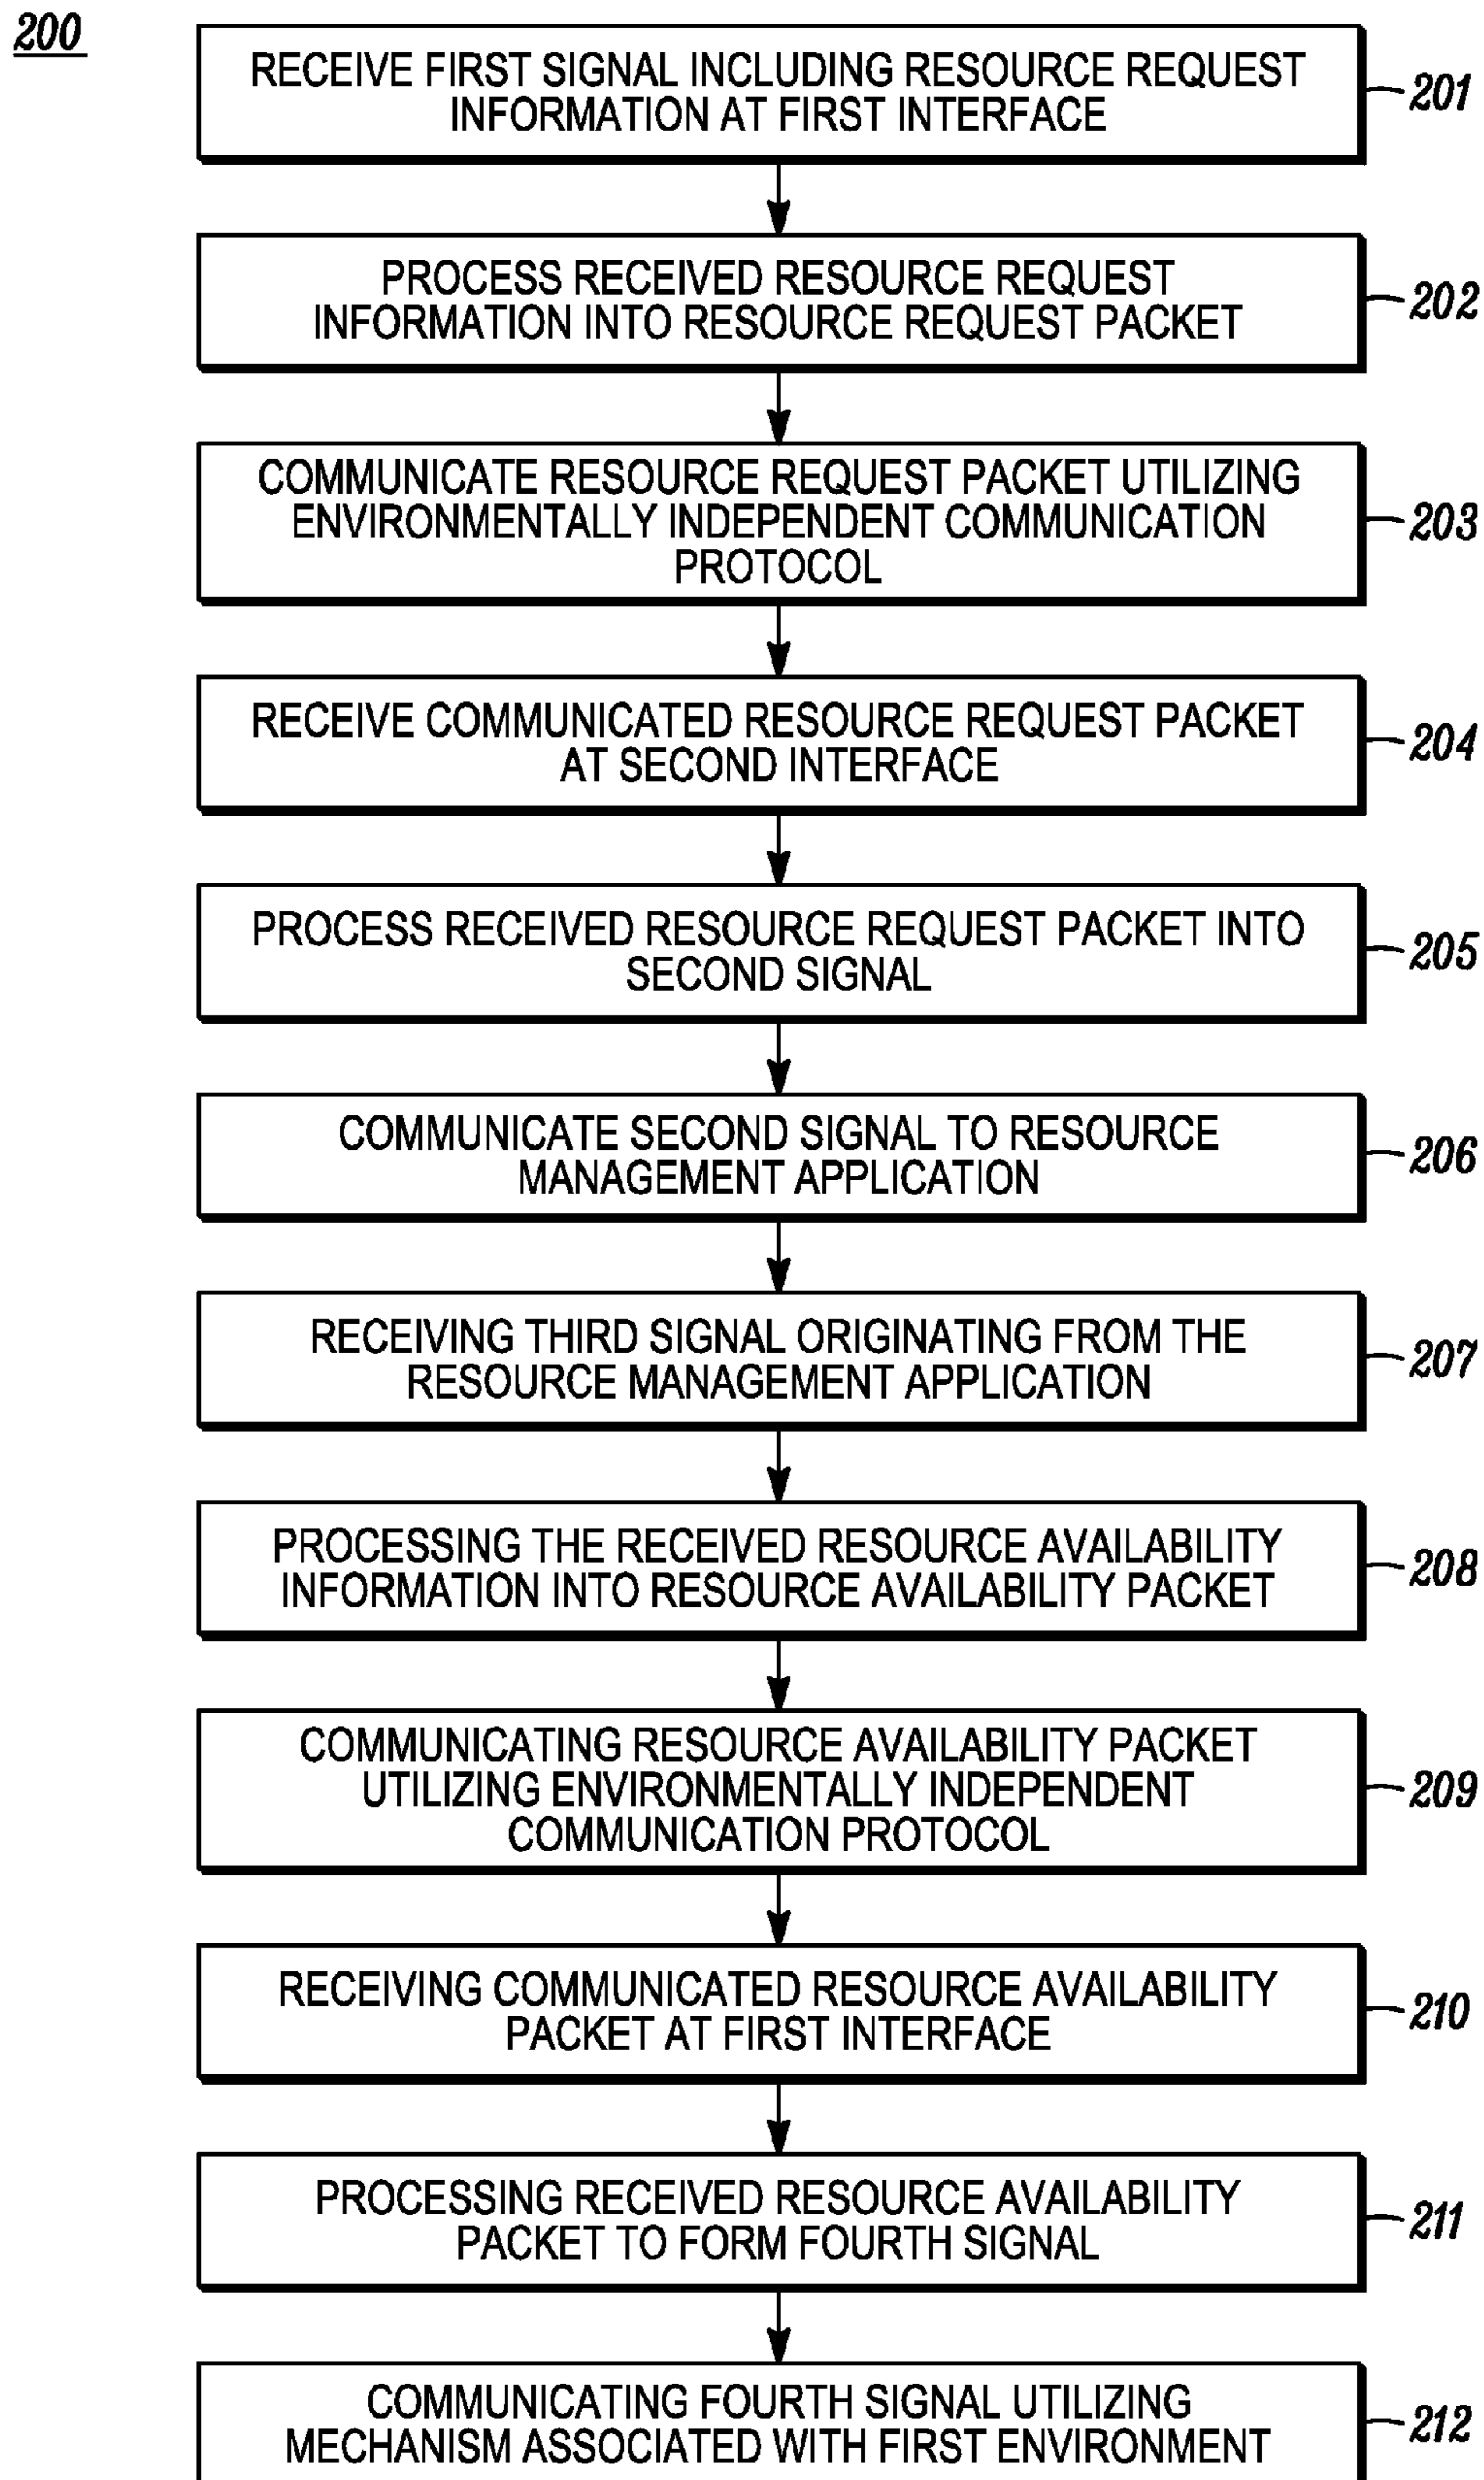 200
RECEIVE FIRST SIGNAL INCLUDING RESOURCE REQUEST
INFORMATION AT FIRST INTERFACE
201
PROCESS RECEIVED RESOURCE REQUEST
INFORMATION INTO RESOURCE REQUEST PACKET
202
COMMUNICATE RESOURCE REQUEST PACKET UTILIZING
ENVIRONMENTALLY INDEPENDENT COMMUNICATION
PROTOCOL
203
RECEIVE COMMUNICATED RESOURCE REQUEST PACKET
AT SECOND INTERFACE
204
PROCESS RECEIVED RESOURCE REQUEST PACKET INTO
SECOND SIGNAL
205
COMMUNICATE SECOND SIGNAL TO RESOURCE
MANAGEMENT APPLICATION
206
RECEIVING THIRD SIGNAL ORIGINATING FROM THE
RESOURCE MANAGEMENT APPLICATION
207
PROCESSING THE RECEIVED RESOURCE AVAILABILITY
INFORMATION INTO RESOURCE AVAILABILITY PACKET
208
COMMUNICATING RESOURCE AVAILABILITY PACKET
UTILIZING ENVIRONMENTALLY INDEPENDENT
COMMUNICATION PROTOCOL
209
RECEIVING COMMUNICATED RESOURCE AVAILABILITY
PACKET AT FIRST INTERFACE
210
PROCESSING RECEIVED RESOURCE AVAILABILITY
PACKET TO FORM FOURTH SIGNAL
211
COMMUNICATING FOURTH SIGNAL UTILIZING
MECHANISM ASSOCIATED WITH FIRST ENVIRONMENT
212